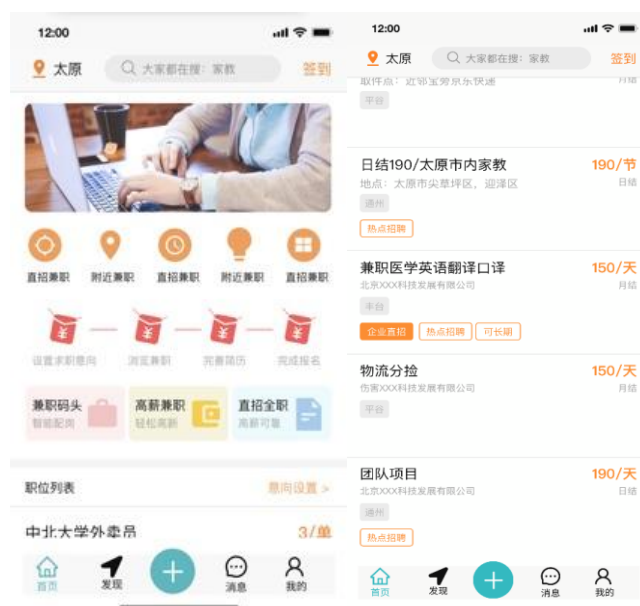 12:00
太原
大家都在搜：家教
签到
直招兼职
附近兼职
直招兼职
附近兼职
直招兼职
设置求职意向
浏览兼职
完善简历
完成报名
兼职码头
智能配岗
高薪兼职
轻松高薪
直招全职
高薪可靠
职位列表
意向设置 >
中北大学外卖员
3/单
首页
发现
消息
我的
12:00
太原
大家都在搜：家教
签到
取件点：近邻宝旁京东快递
月结
平谷
日结190/太原市内家教
190/节
地点：太原市尖草坪区，迎泽区
日结
通州
热点招聘
兼职医学英语翻译口译
150/天
北京XXX科技发展有限公司
月结
平谷
企业直招
热点招聘
可长期
物流分捡
150/天
伤害XXX科技发展有限公司
月结
平谷
团队项目
190/天
北京XXX科技发展有限公司
日结
通州
热点招聘
首页
发现
消息
我的